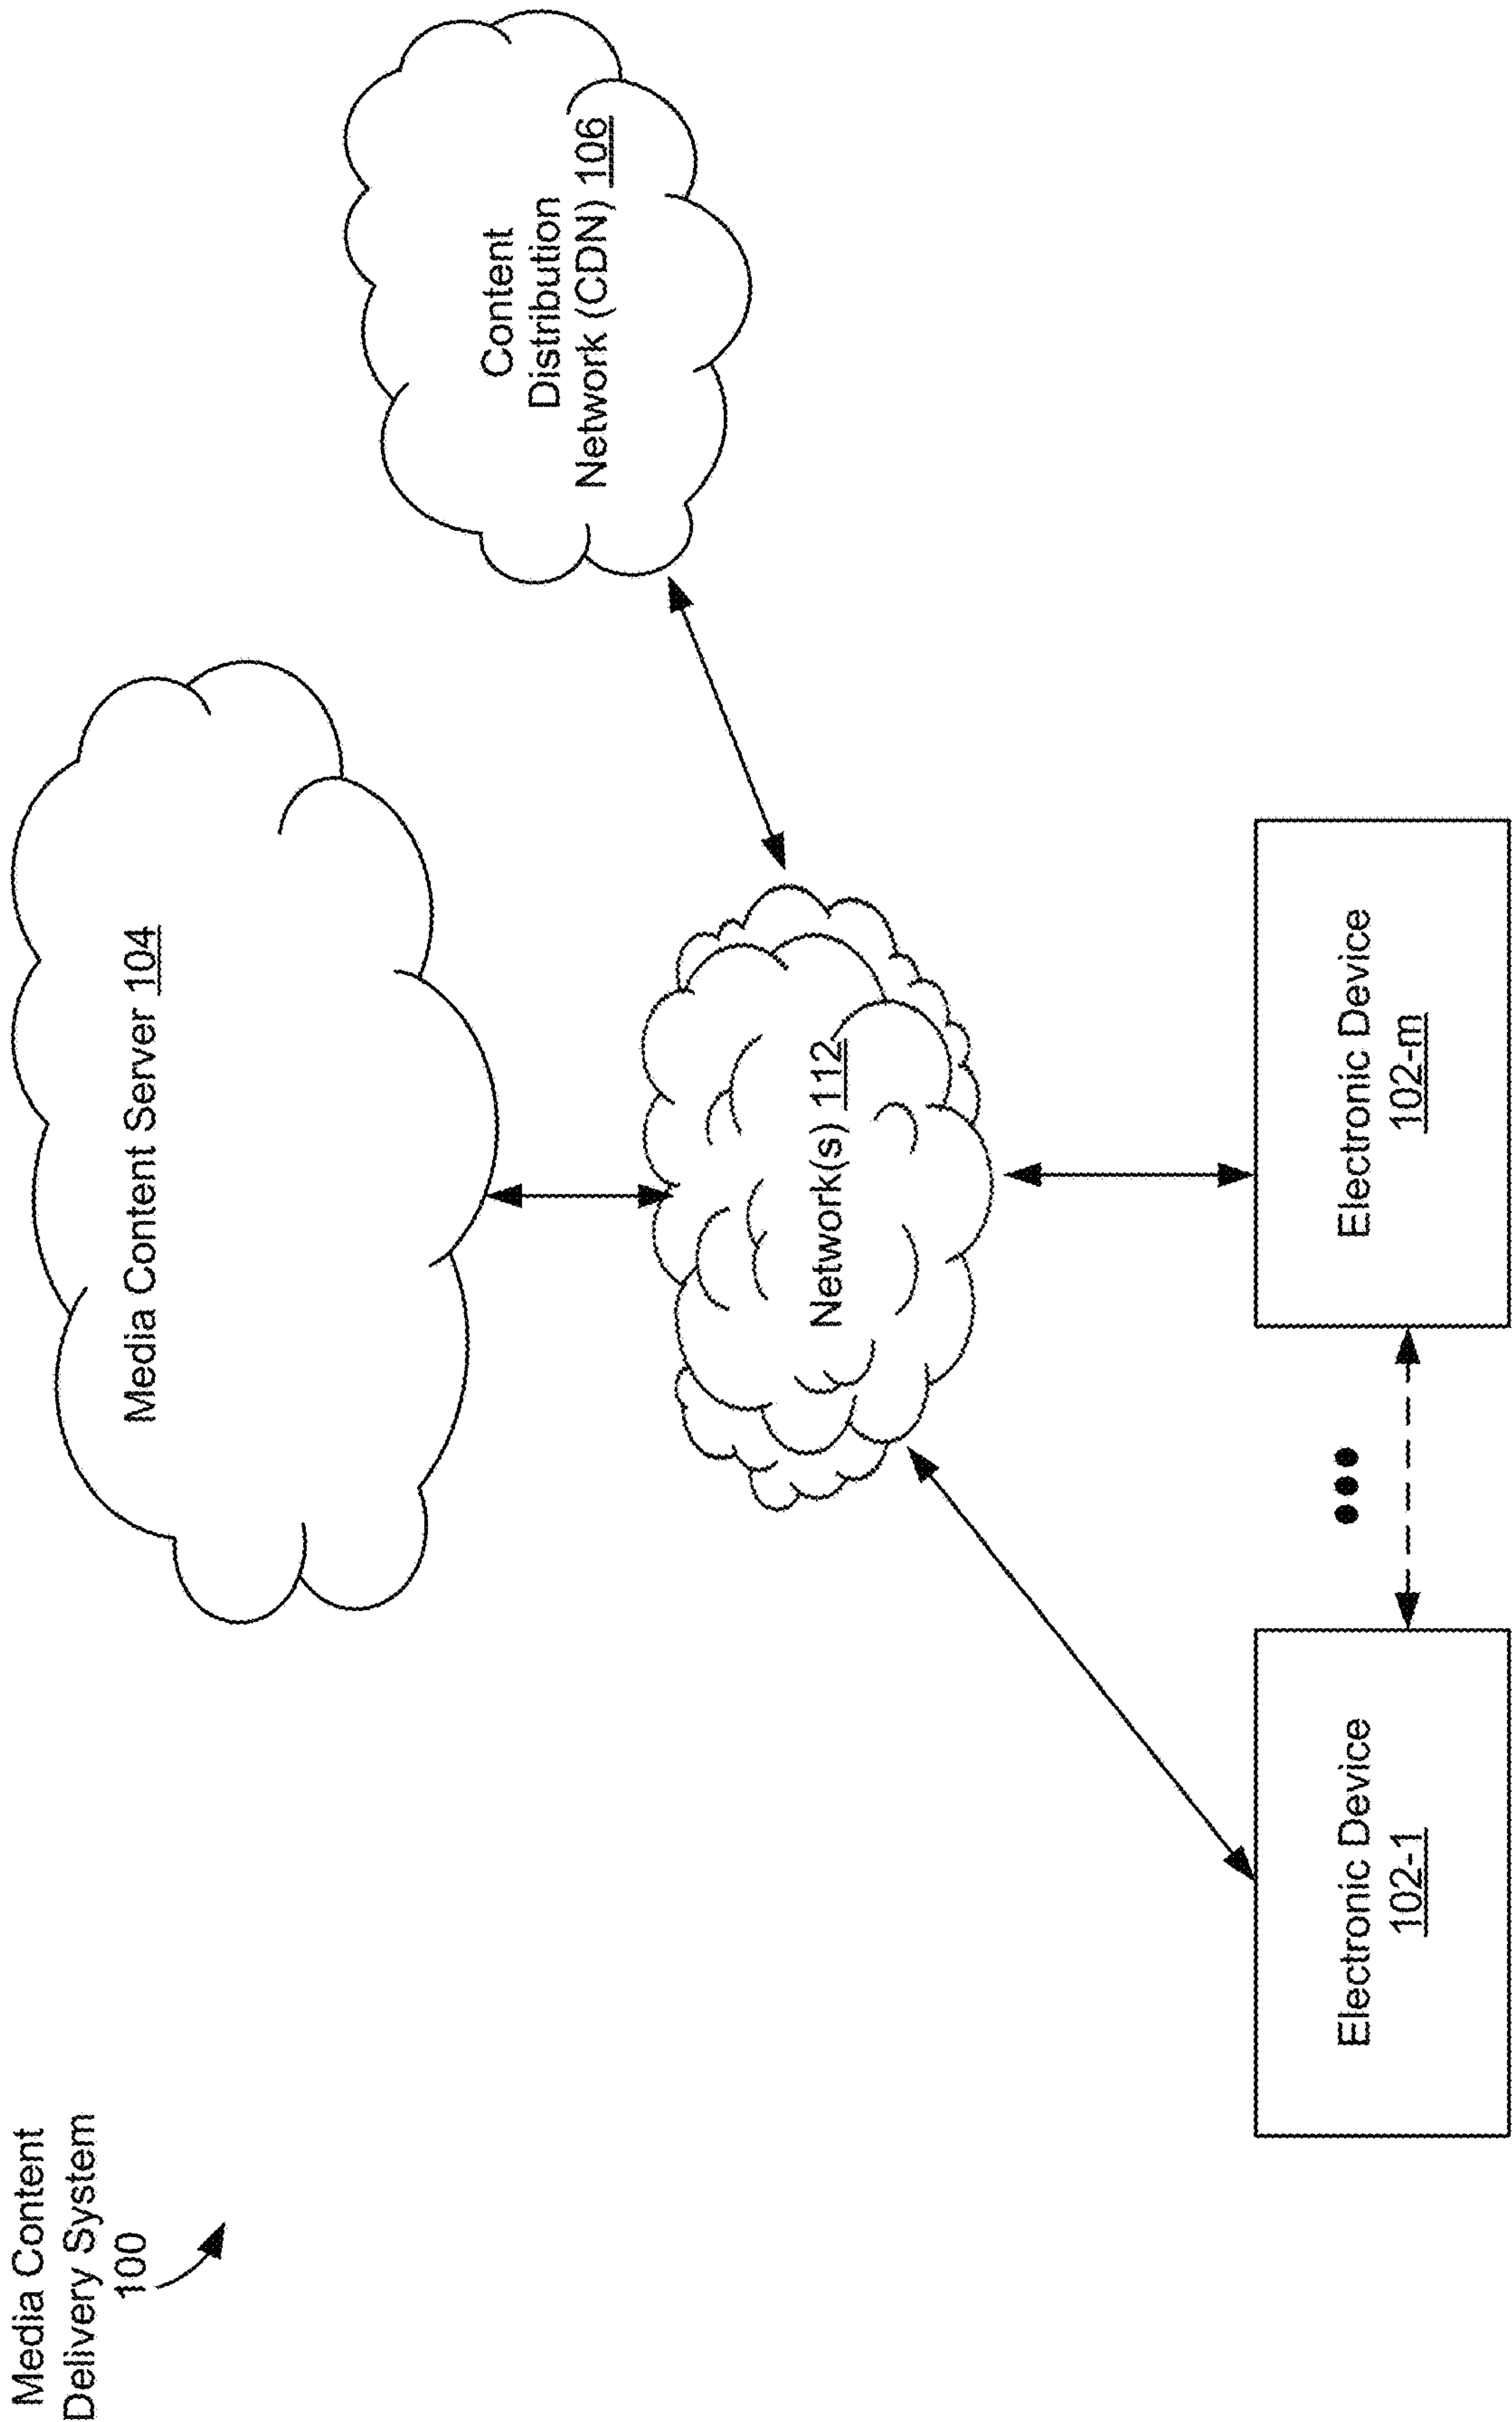 Media Content
Delivery System
100
Media Content Server 104
Content
Distribution
Network (CDN) 106
Network(s) 112
Electronic Device
102-1
Electronic Device
102-m